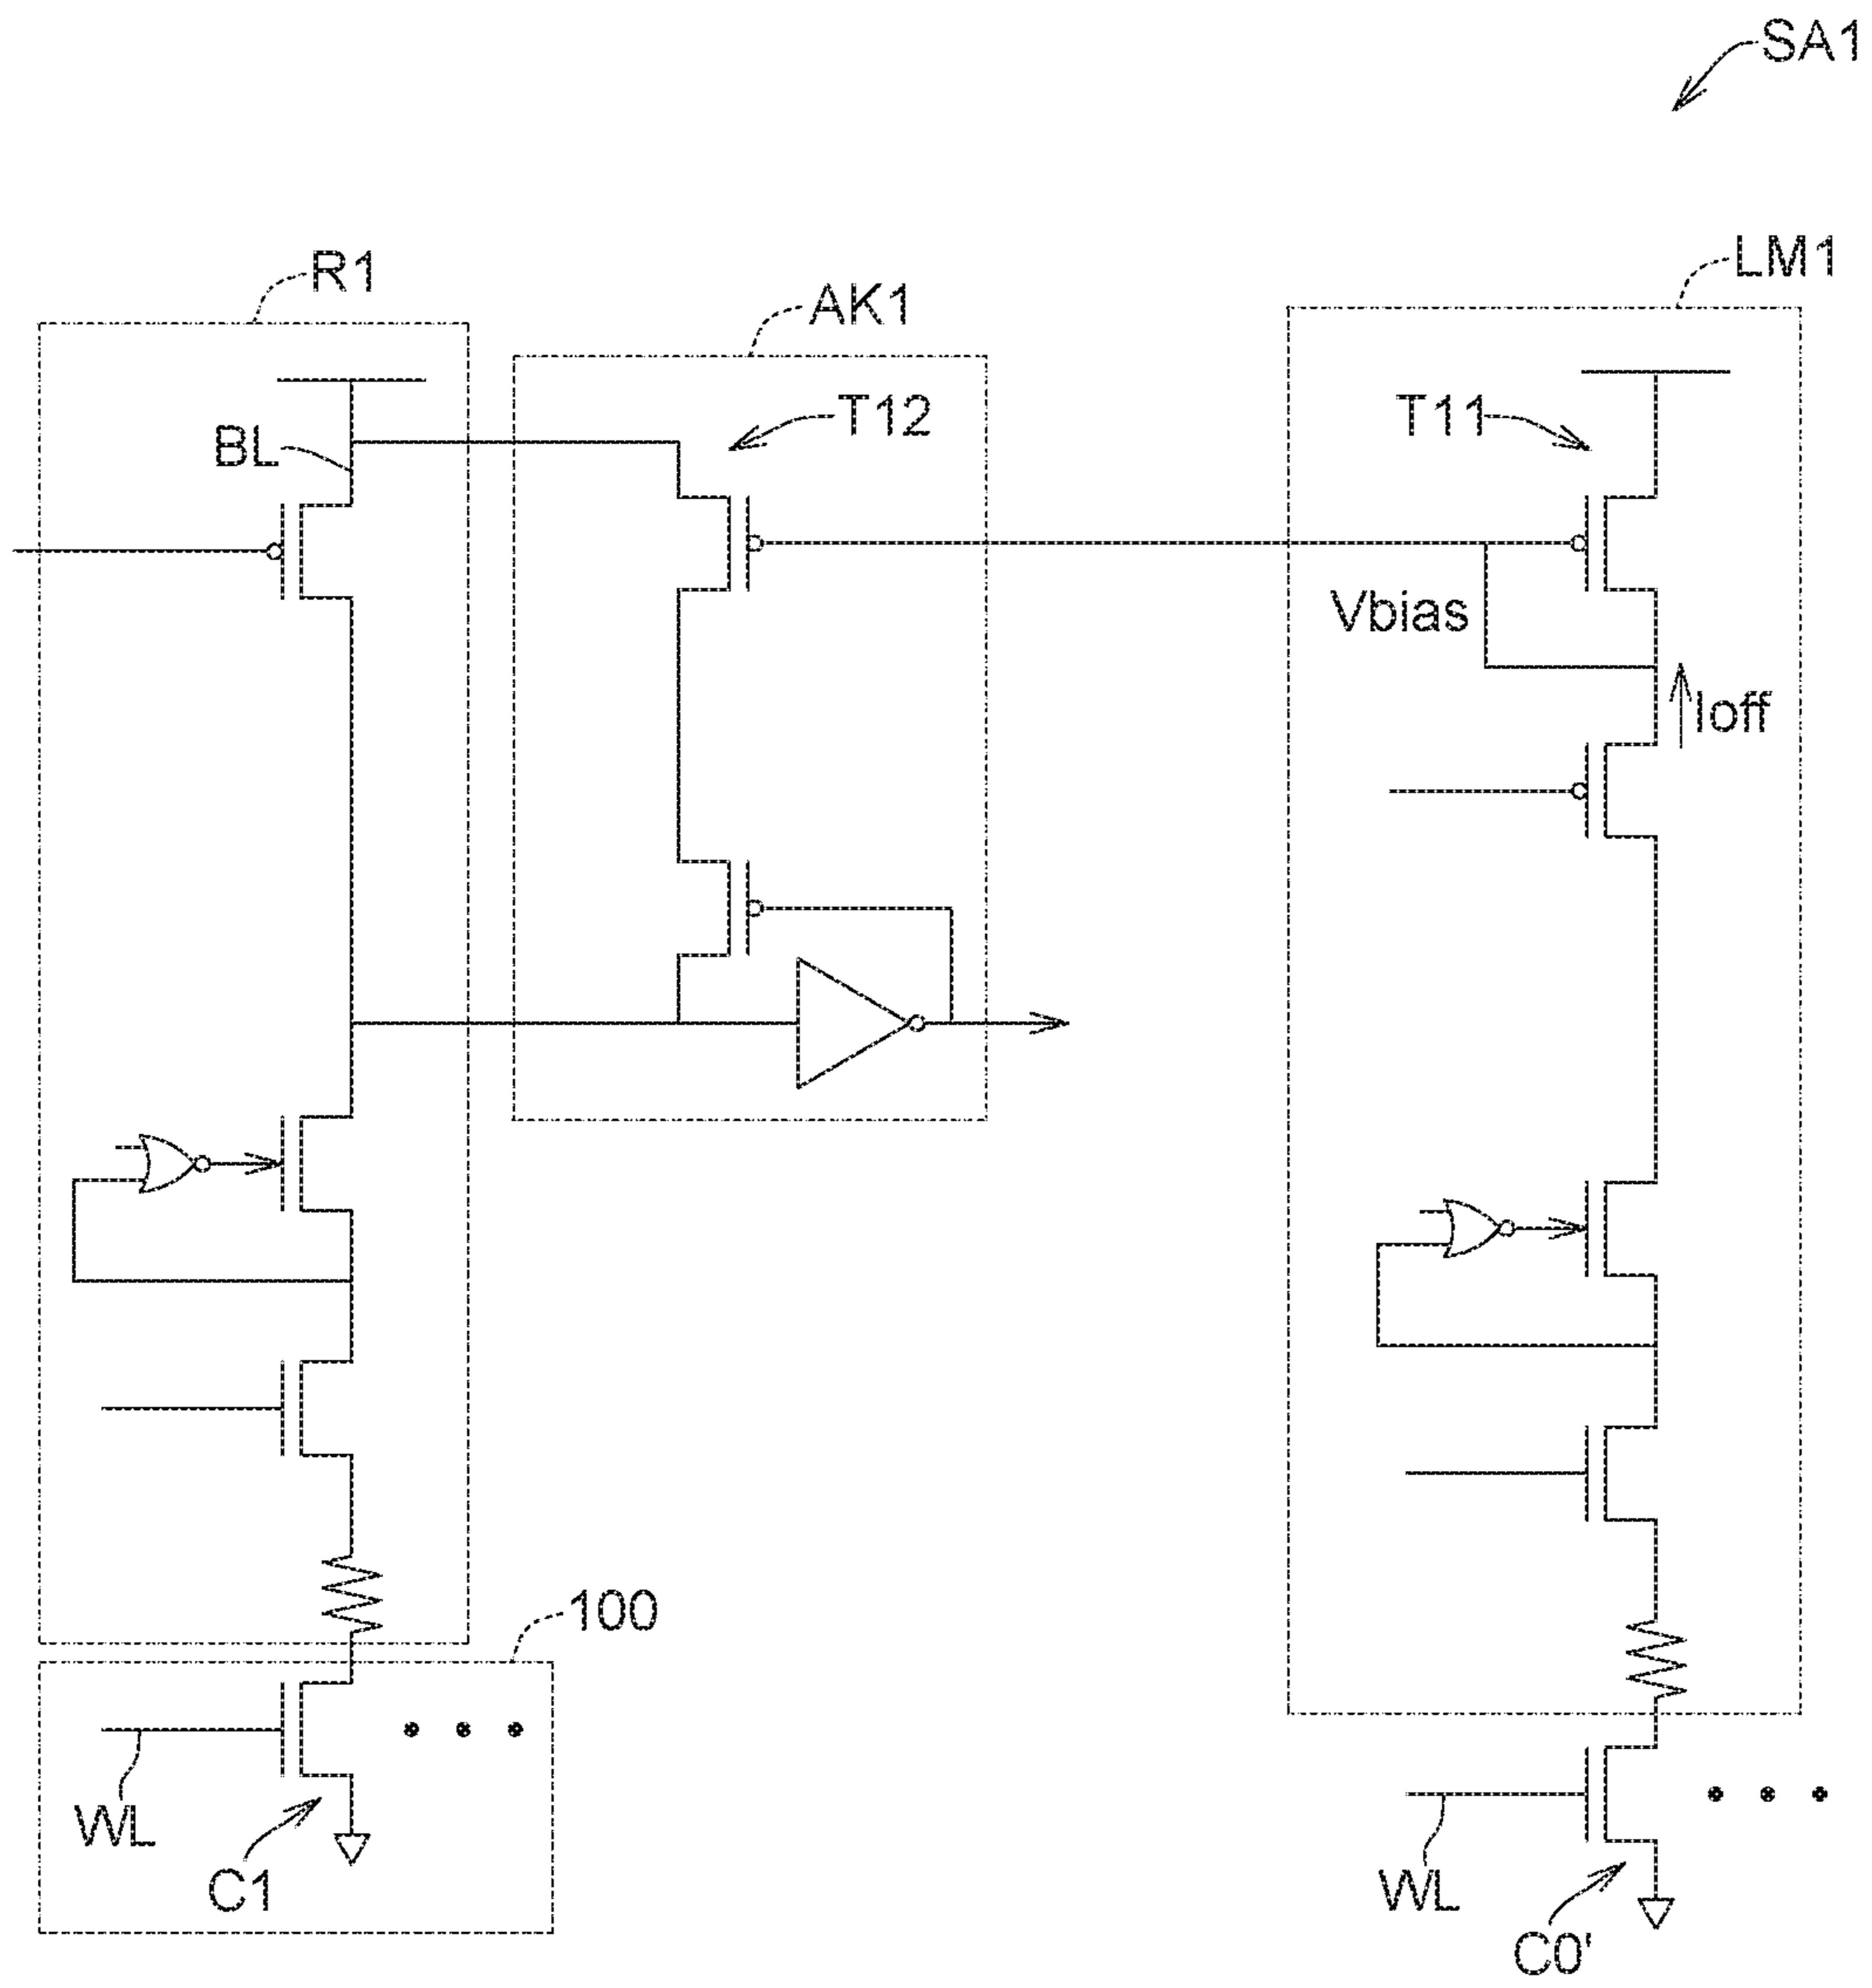 SA1
R1
AK1
LM1
BL
T12
T11
Vbias
Ioff
100
WL
C1
WL
C0'